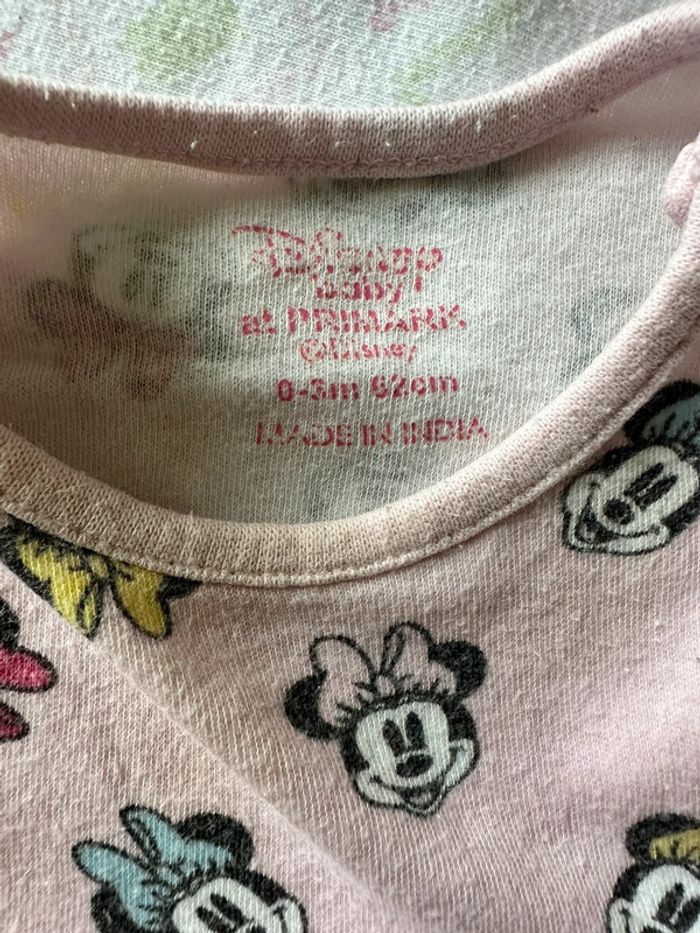 Disney
baby
at PRIMARK
©Disney
0-3m 62cm
MADE IN INDIA